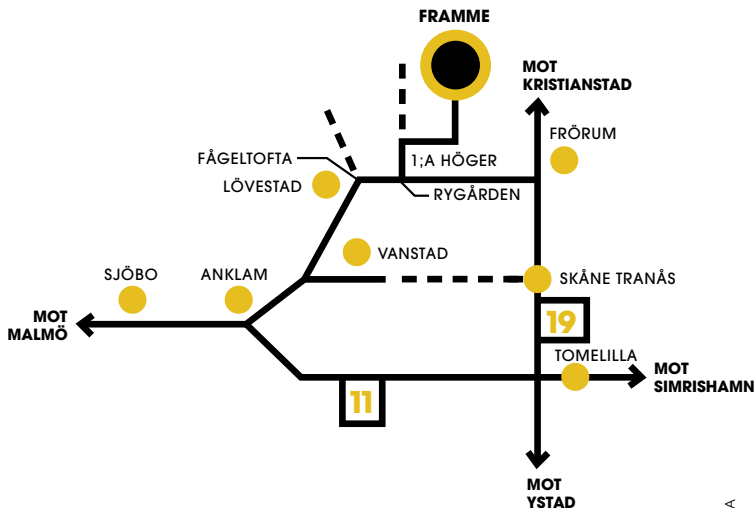 FRAMME
MOT
KRISTIANSTAD
FRÖRUM
FÅGELTOFTA
1;A HÖGER
LÖVESTAD
RYGÅRDEN
VANSTAD
SJÖBO
ANKLAM
SKÅNE TRANÅS
MOT
MALMÖ
19
TOMELILLA
MOT
SIMRISHAMN
11
MOT
YSTAD
A